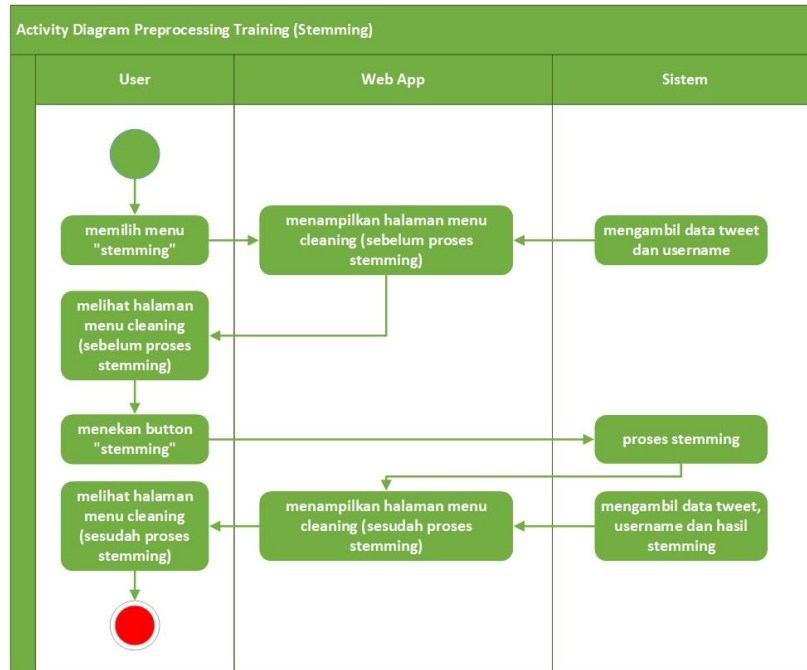 Activity Diagram Preprocessing Training (Stemming)
User
Web App
Sistem
memilih menu
"stemming"
menampilkan halaman menu
cleaning (sebelum proses
stemming)
mengambil data tweet
dan username
melihat halaman
menu cleaning
(sebelum proses
stemming)
menekan button
"stemming"
proses stemming
melihat halaman
menu cleaning
(sesudah proses
stemming)
menampilkan halaman menu
cleaning (sesudah proses
stemming)
mengambil data tweet,
username dan hasil
stemming